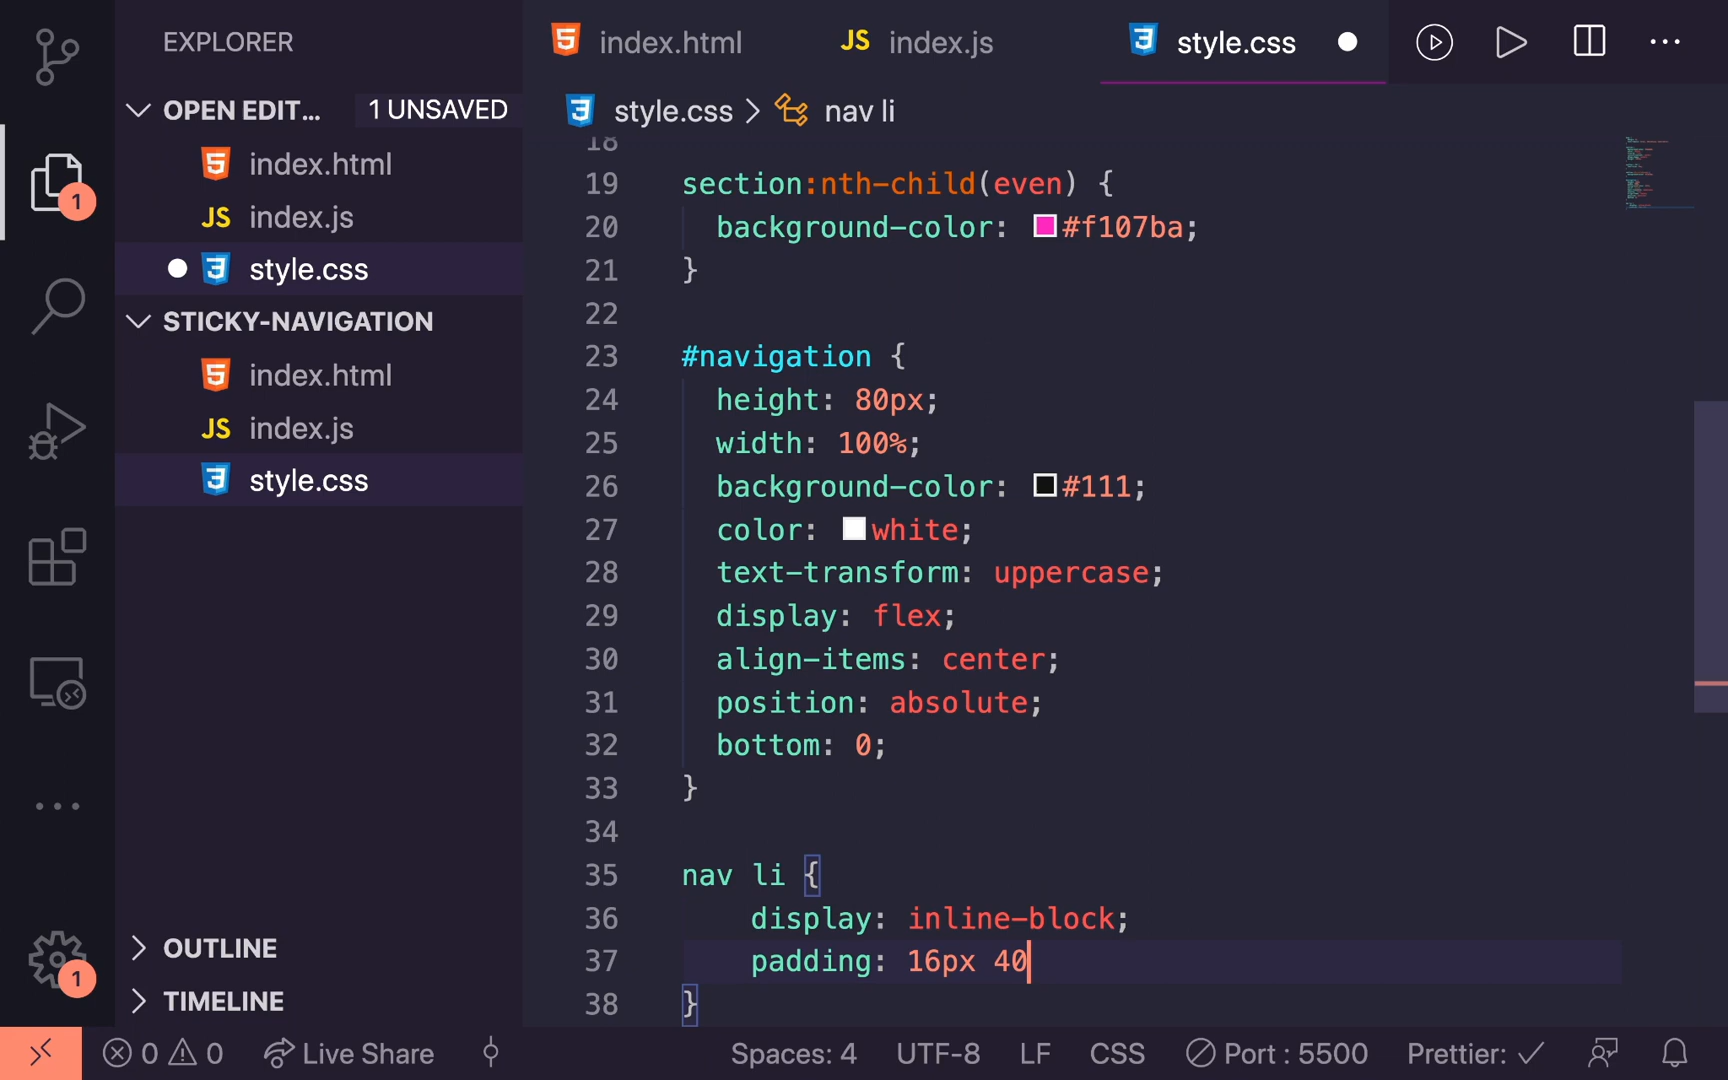 EXPLORER
index.html
JS index.js
style.css
OPEN EDIT...
1 UNSAVED
index.html
JS index.js
style.css
STICKY-NAVIGATION
index.html
JS index.js
style.css
OUTLINE
TIMELINE
1
1
style.css > nav li
18
19 section:nth-child(even) {
20 background-color: #f107ba;
21 }
22
23 #navigation {
24 height: 80px;
25 width: 100%;
26 background-color: #111;
27 color: white;
28 text-transform: uppercase;
29 display: flex;
30 align-items: center;
31 position: absolute;
32 bottom: 0;
33 }
34
35 nav li {
36 display: inline-block;
37 padding: 16px 40
38 }
0 0 Live Share Spaces: 4 UTF-8 LF CSS Port : 5500 Prettier: ✓